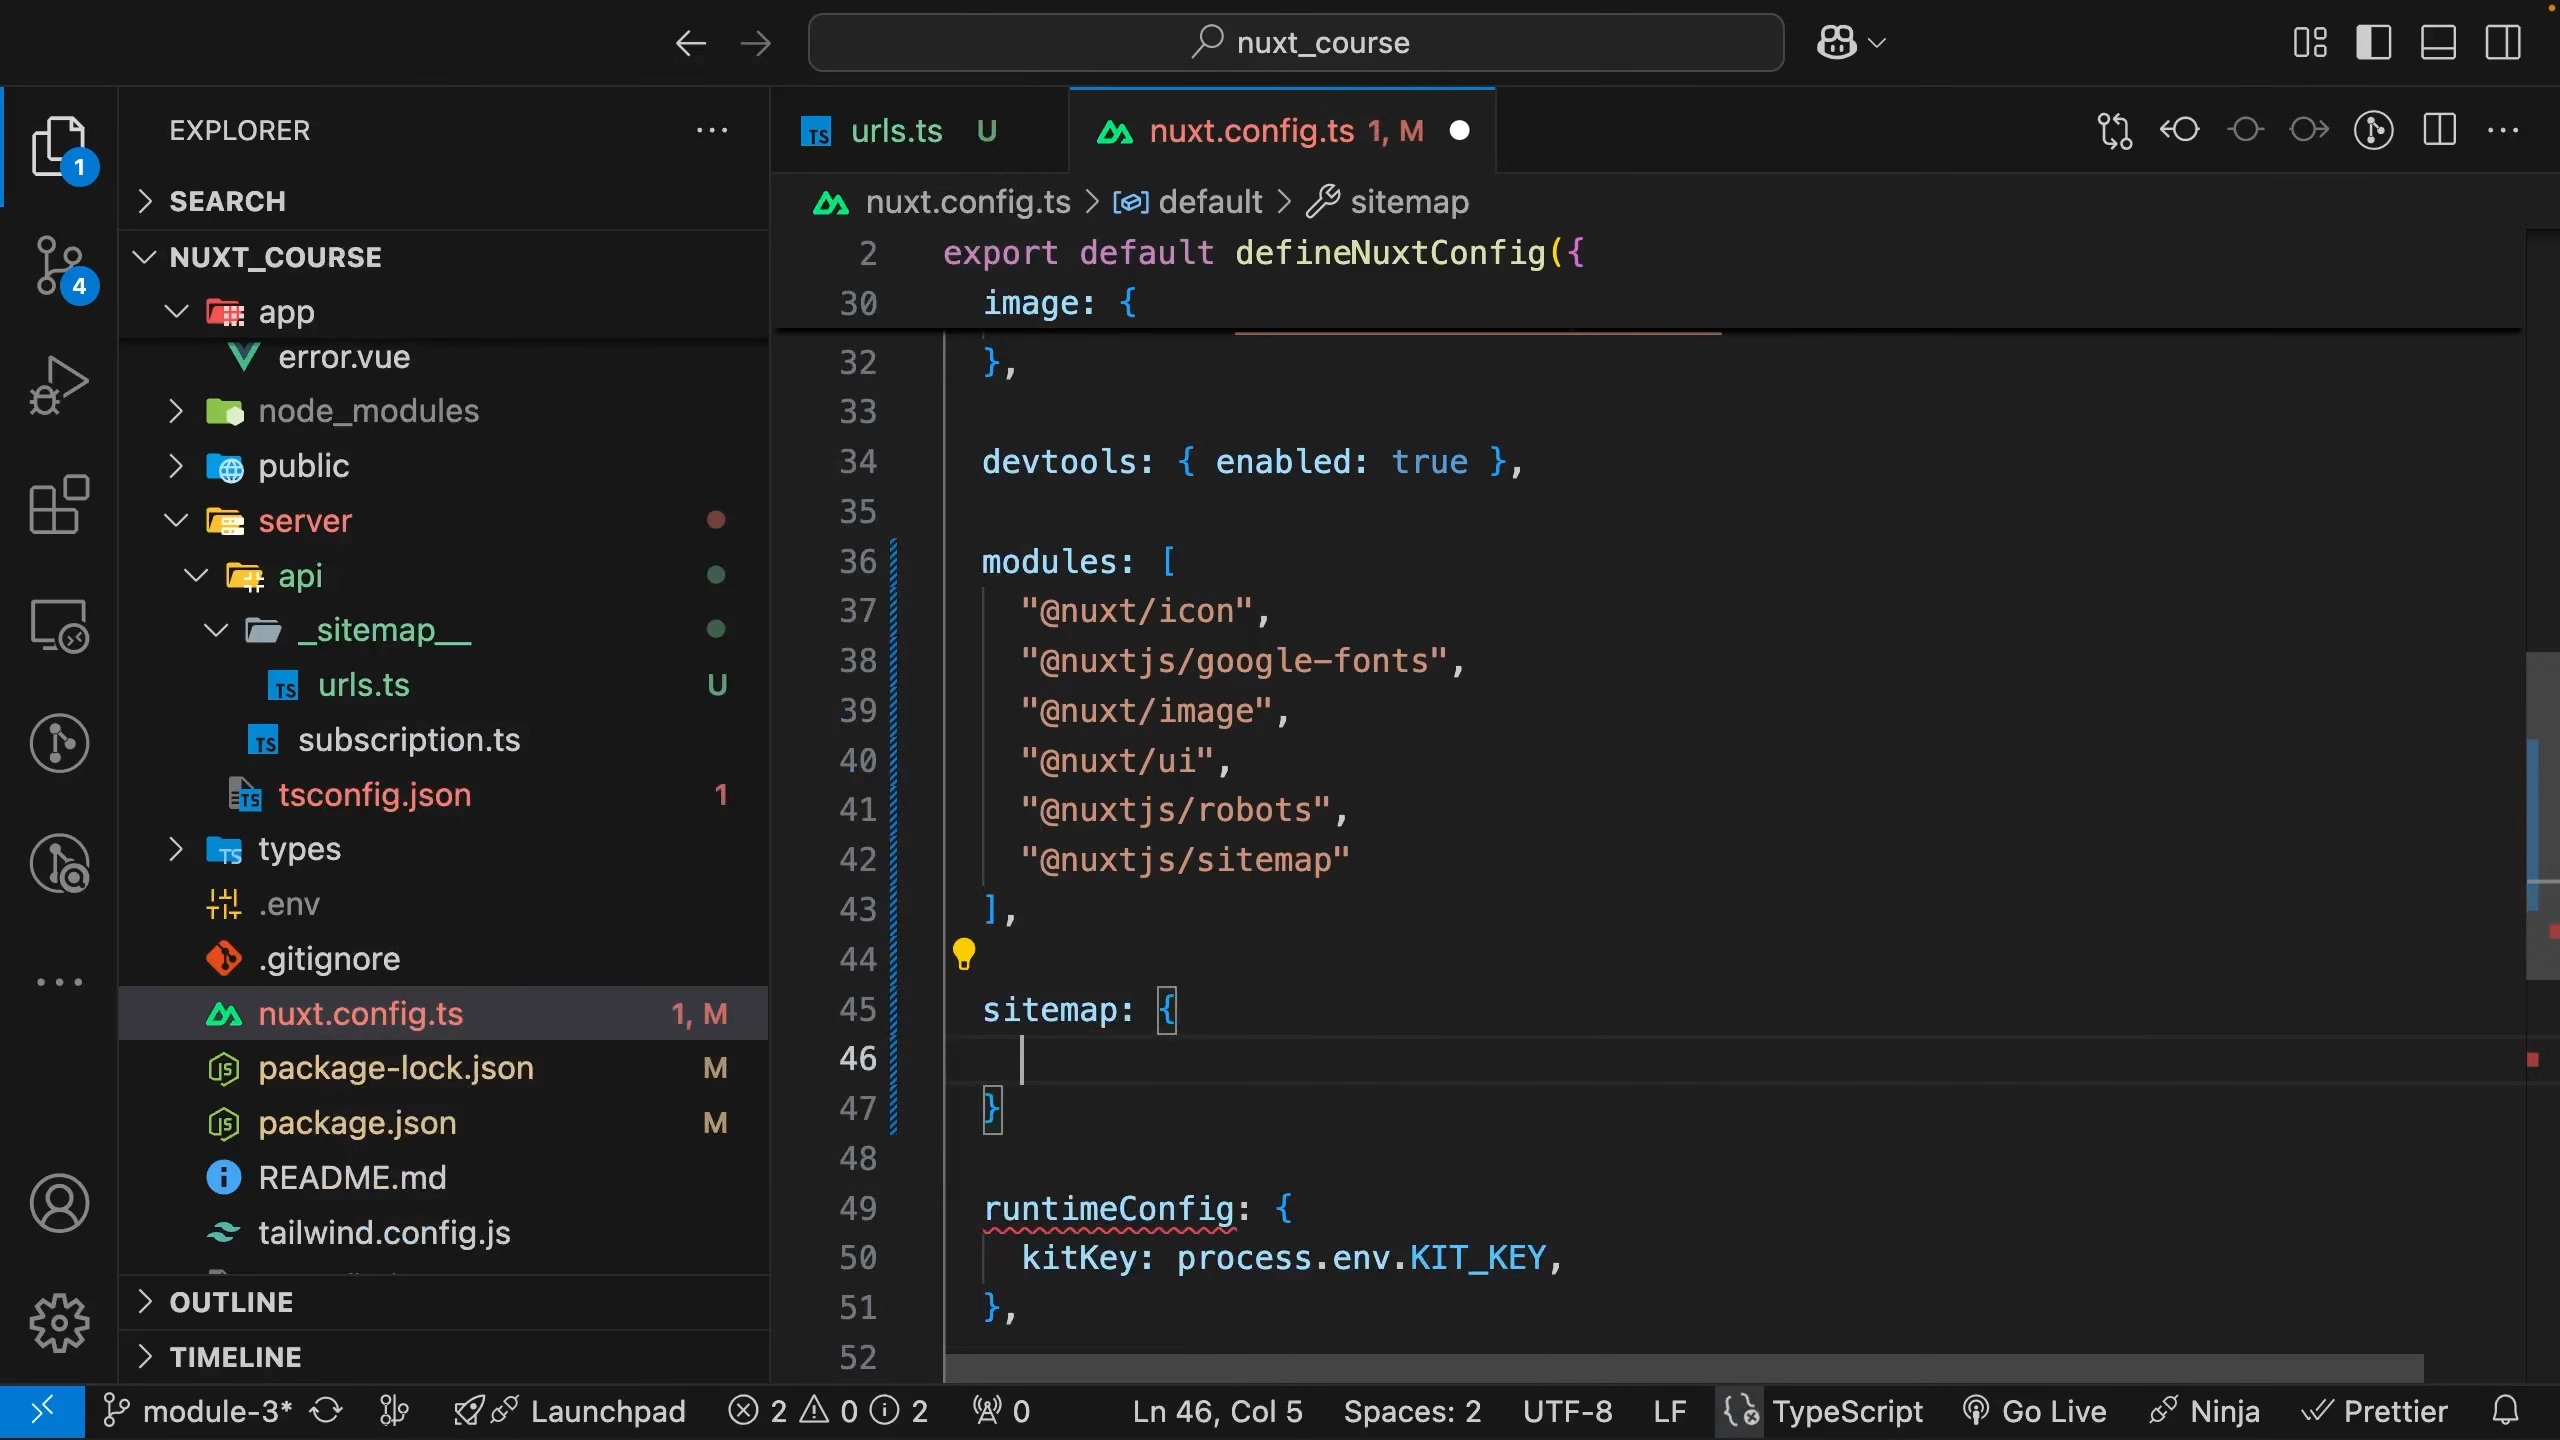 nuxt_course
1
4
EXPLORER
SEARCH
NUXT_COURSE
app
error.vue
node_modules
public
server
api
_sitemap__
urls.ts U
subscription.ts
tsconfig.json 1
types
.env
.gitignore
nuxt.config.ts 1, M
package-lock.json M
package.json M
README.md
tailwind.config.js
OUTLINE
TIMELINE
urls.ts U
nuxt.config.ts 1, M
nuxt.config.ts > default > sitemap
2 export default defineNuxtConfig({
30 image: {
32 },
33
34 devtools: { enabled: true },
35
36 modules: [
37 "@nuxt/icon",
38 "@nuxtjs/google-fonts",
39 "@nuxt/image",
40 "@nuxt/ui",
41 "@nuxtjs/robots",
42 "@nuxtjs/sitemap"
43 ],
44
45 sitemap: {
46
47 }
48
49 runtimeConfig: {
50 kitKey: process.env.KIT_KEY,
51 },
52
module-3* Launchpad 2 0 2 0 Ln 46, Col 5 Spaces: 2 UTF-8 LF TypeScript Go Live Ninja Prettier